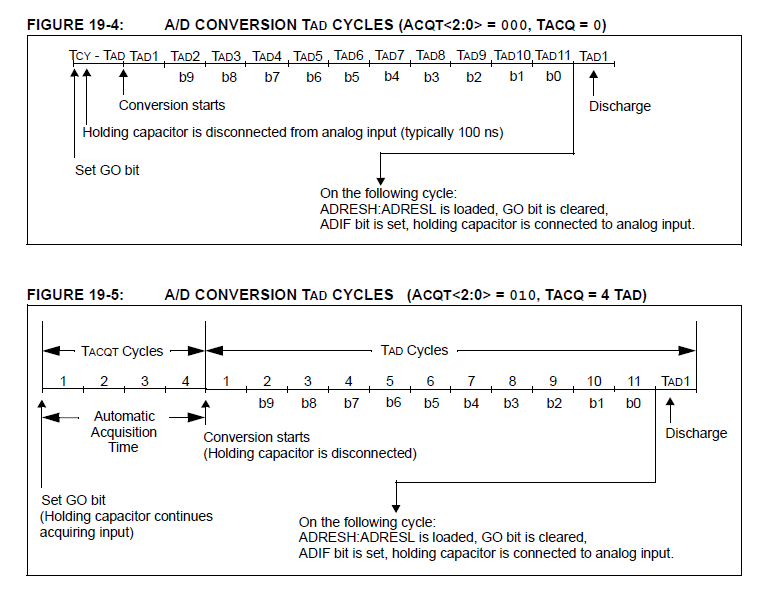 FIGURE 19-4: A/D CONVERSION TAD CYCLES (ACQT<2:0> = 000, TACQ = 0)
TCY - TAD TAD1 TAD2 TAD3 TAD4 TAD5 TAD6 TAD7 TAD8 TAD9 TAD10 TAD11 TAD1
b9 b8 b7 b6 b5 b4 b3 b2 b1 b0
Conversion starts
Discharge
Holding capacitor is disconnected from analog input (typically 100 ns)
Set GO bit
On the following cycle:
ADRESH:ADRESL is loaded, GO bit is cleared,
ADIF bit is set, holding capacitor is connected to analog input.
FIGURE 19-5: A/D CONVERSION TAD CYCLES (ACQT<2:0> = 010, TACQ = 4 TAD)
TACQT Cycles TAD Cycles
1 2 3 4 1 2 3 4 5 6 7 8 9 10 11 TAD1
b9 b8 b7 b6 b5 b4 b3 b2 b1 b0
Automatic
Acquisition
Time
Conversion starts
(Holding capacitor is disconnected)
Discharge
Set GO bit
(Holding capacitor continues
acquiring input)
On the following cycle:
ADRESH:ADRESL is loaded, GO bit is cleared,
ADIF bit is set, holding capacitor is connected to analog input.